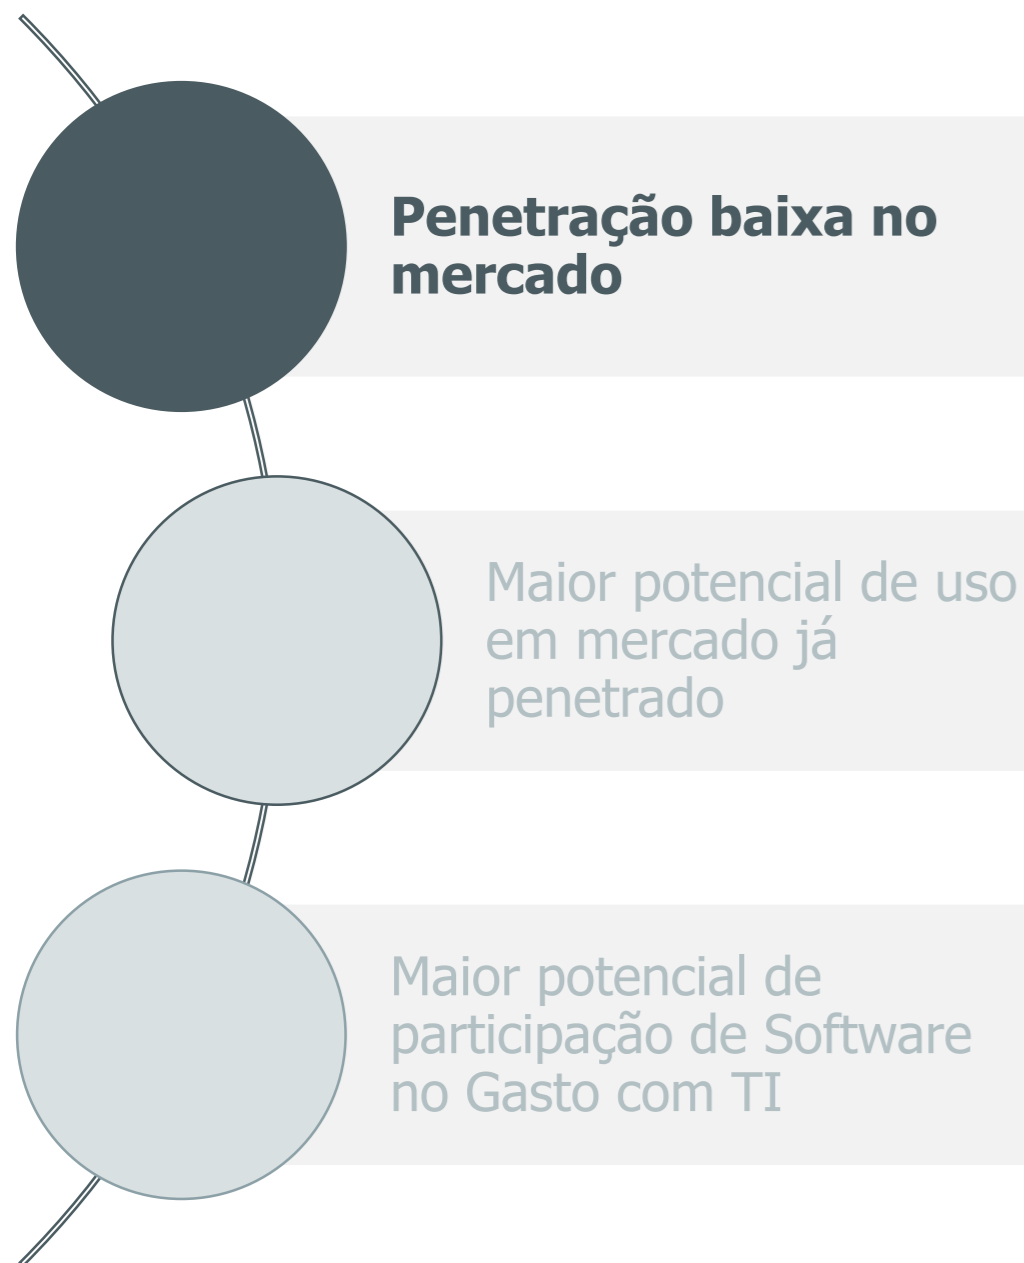 Penetração baixa no
mercado
Maior potencial de uso
em mercado já
penetrado
Maior potencial de
participação de Software
no Gasto com TI